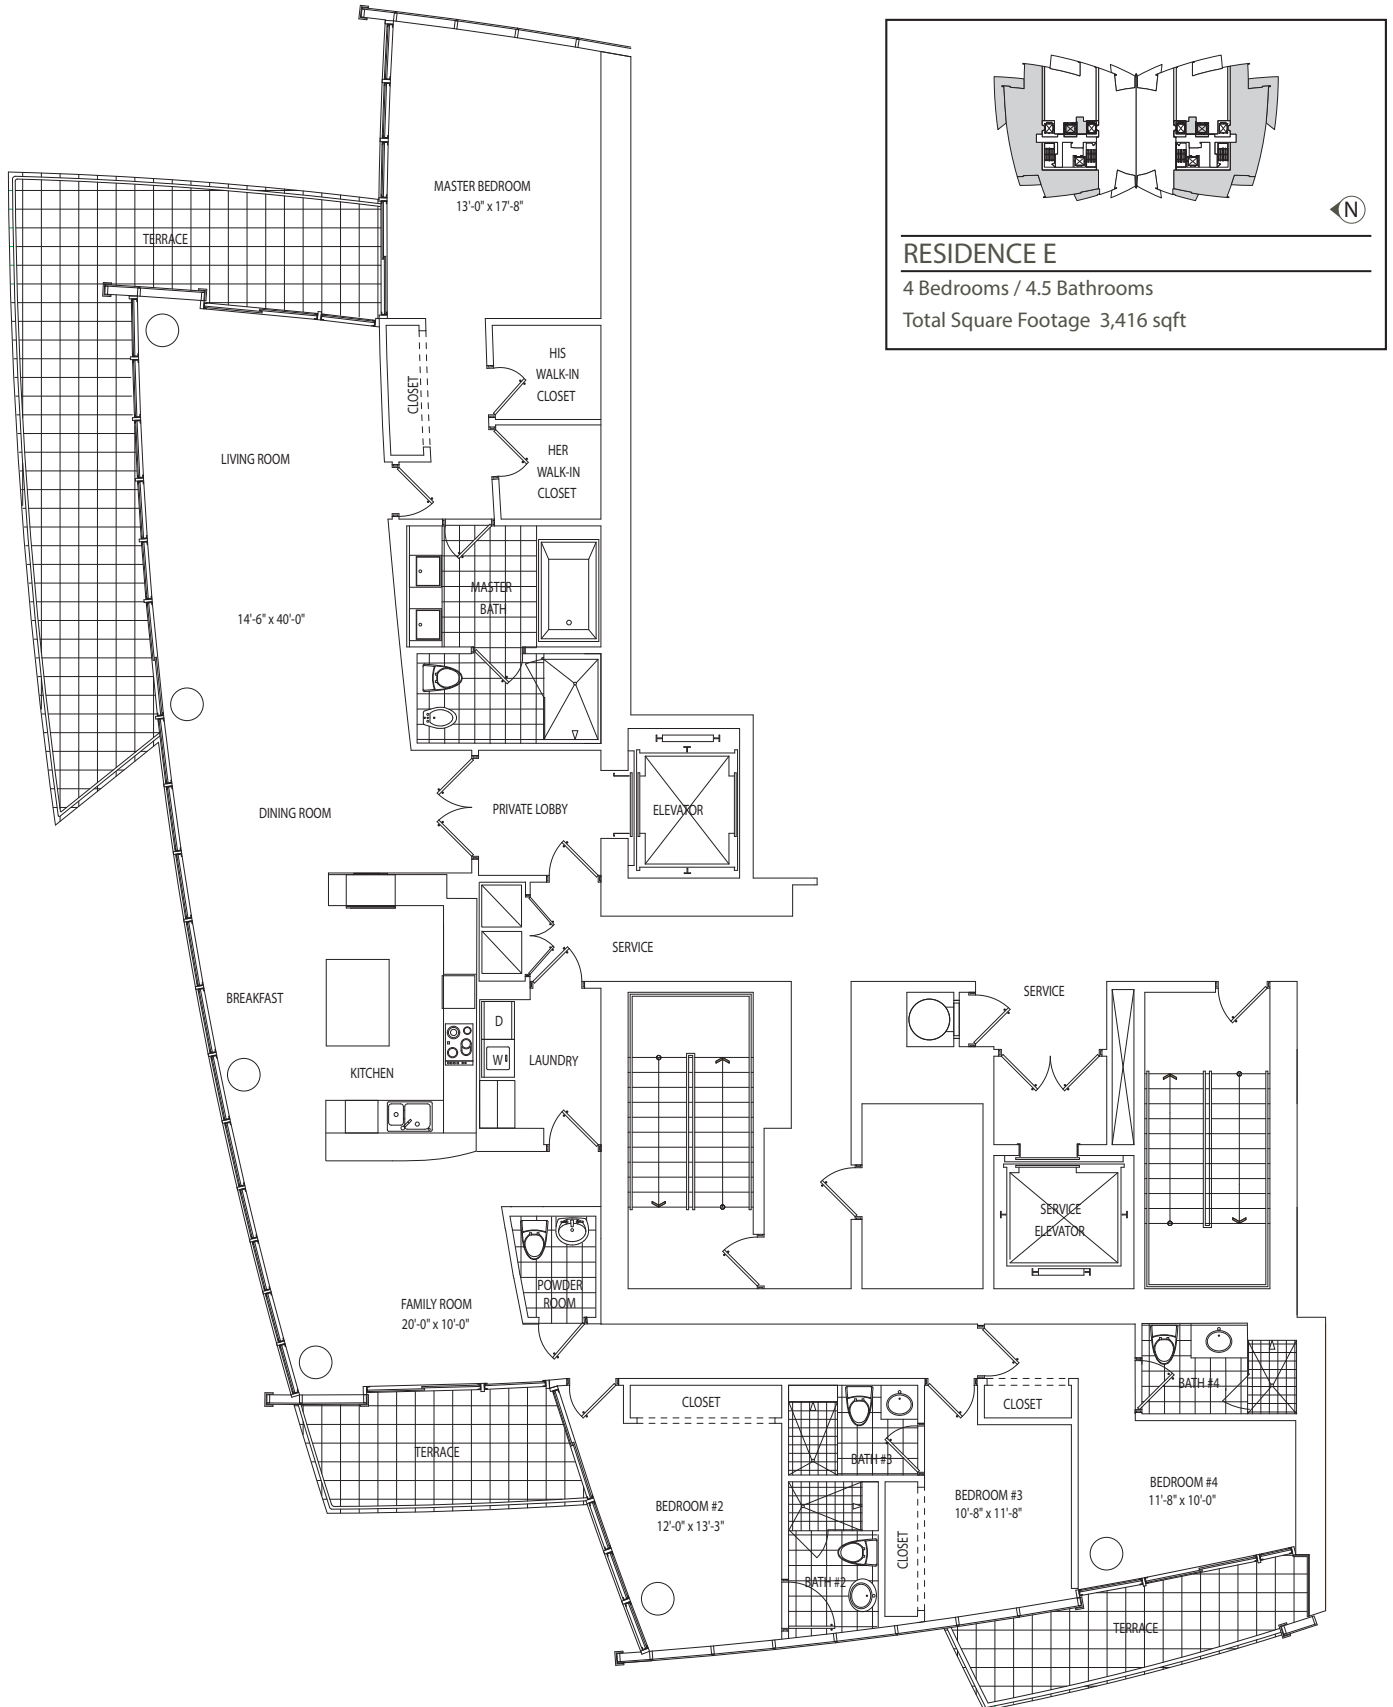 N
RESIDENCE E
4 Bedrooms / 4.5 Bathrooms
Total Square Footage 3,416 sqft
MASTER BEDROOM
13'-0" x 17'-8"
TERRACE
HIS
WALK-IN
CLOSET
CLOSET
HER
WALK-IN
CLOSET
LIVING ROOM
14'-6" x 40'-0"
MASTER
BATH
DINING ROOM
PRIVATE LOBBY
ELEVATOR
SERVICE
BREAKFAST
KITCHEN
D
W
LAUNDRY
SERVICE
SERVICE
ELEVATOR
POWDER
ROOM
FAMILY ROOM
20'-0" x 10'-0"
TERRACE
CLOSET
BEDROOM #2
12'-0" x 13'-3"
BATH #3
BATH #2
CLOSET
CLOSET
BEDROOM #3
10'-8" x 11'-8"
BATH #4
BEDROOM #4
11'-8" x 10'-0"
TERRACE